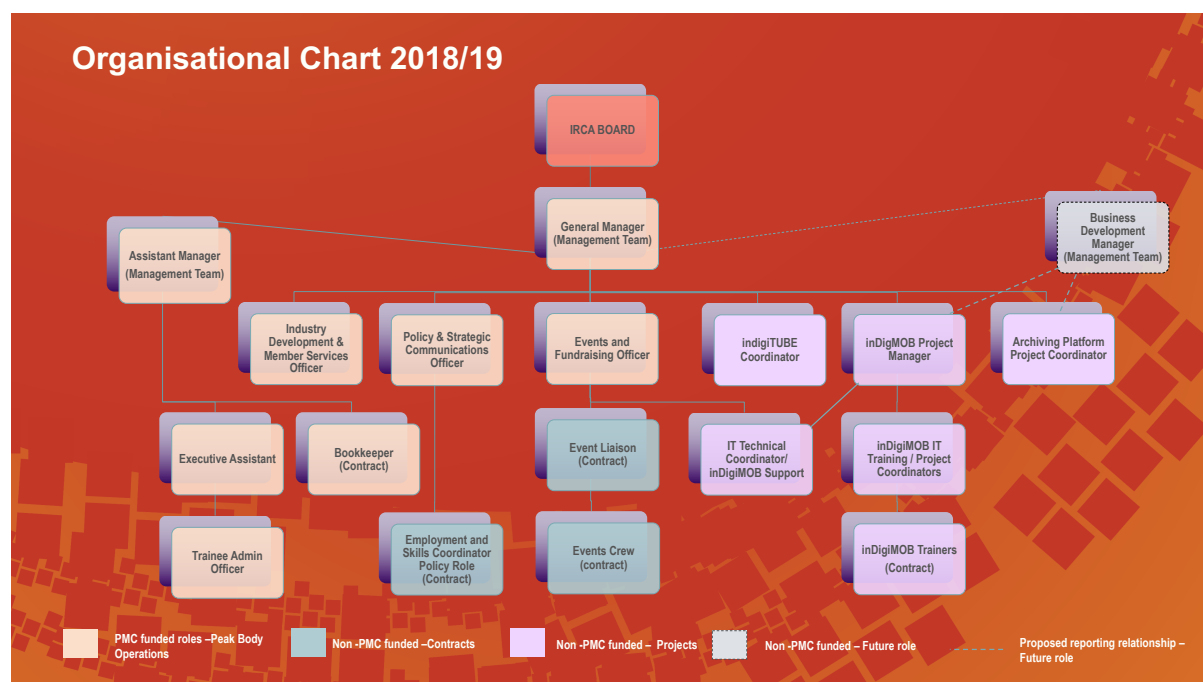 Organisational Chart 2018/19
IRCA BOARD
General Manager
(Management Team)
Assistant Manager
(Management Team)
Business
Development
Manager
(Management Team)
Industry
Development &
Member Services
Officer
Policy & Strategic
Communications
Officer
Events and
Fundraising Officer
indigiTUBE
Coordinator
inDigMOB Project
Manager
Archiving Platform
Project Coordinator
Executive Assistant
Bookkeeper
(Contract)
Event Liaison
(Contract)
IT Technical
Coordinator/
inDigiMOB Support
inDigiMOB IT
Training / Project
Coordinators
Trainee Admin
Officer
Employment and
Skills Coordinator
Policy Role
(Contract)
Events Crew
(contract)
inDigiMOB Trainers
(Contract)
PMC funded roles –Peak Body
Operations
Non -PMC funded –Contracts
Non -PMC funded – Projects
Non -PMC funded – Future role
Proposed reporting relationship –
Future role